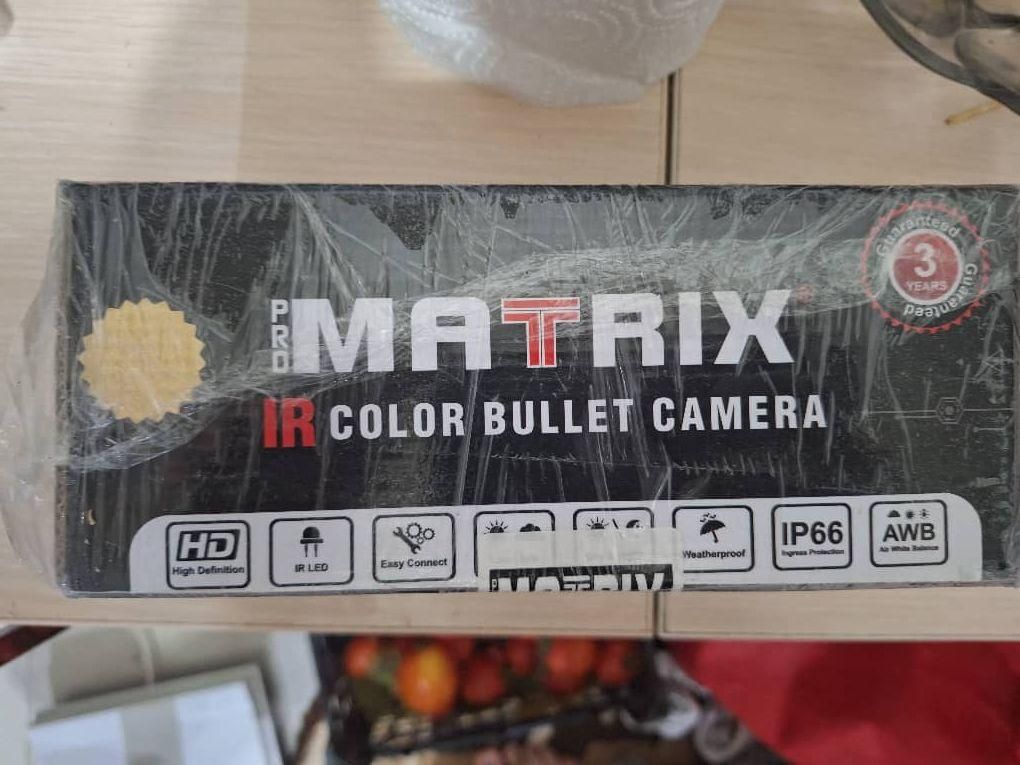 PRO MATRIX
IR COLOR BULLET CAMERA
Guaranteed
3
YEARS
Guaranteed
HD
High Definition
IR LED
Easy Connect
Weatherproof
IP66
Ingress Protection
AWB
Air White Balance
MATRIX